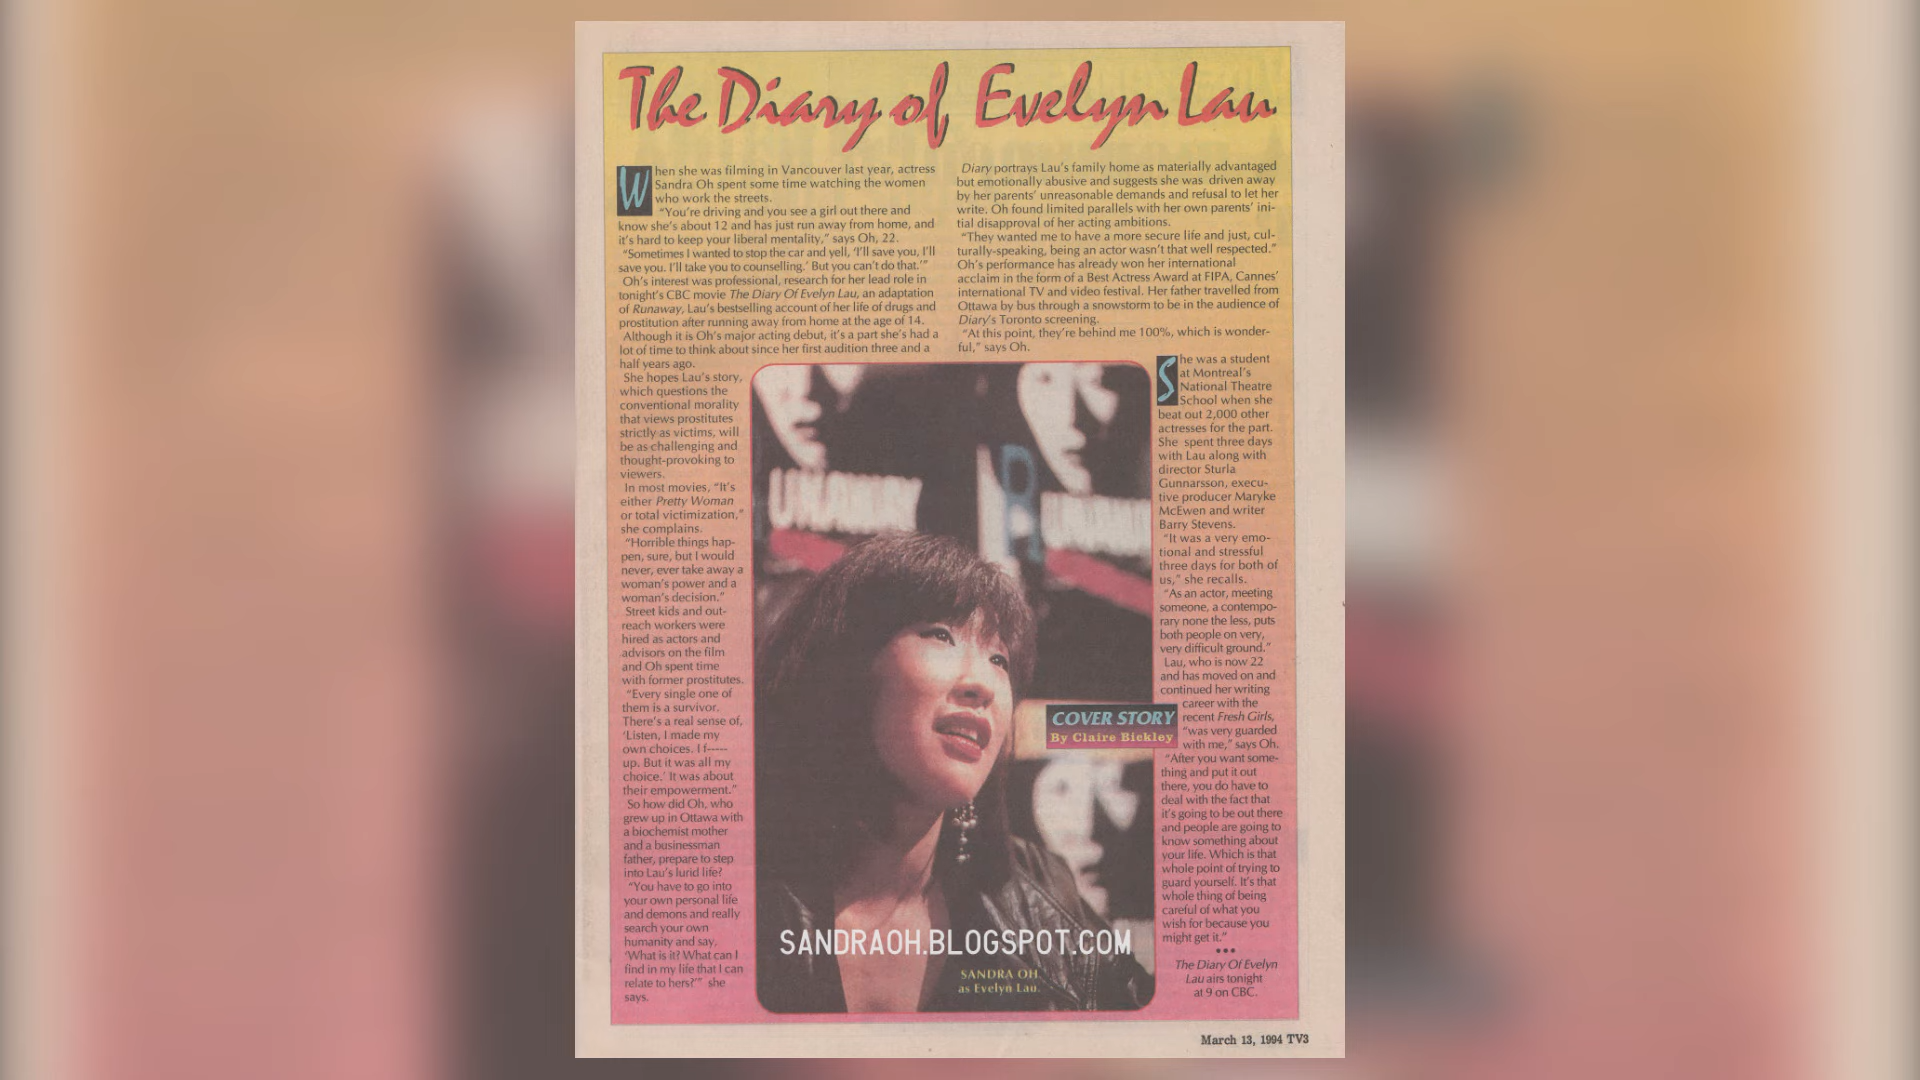 The Diary of Evelyn Lau
When she was filming in Vancouver last year, actress
Sandra Oh spent some time watching the women
who work the streets.
“You’re driving and you see a girl out there and
know she’s about 12 and has just run away from home, and
it’s hard to keep your liberal mentality,” says Oh, 22.
“Sometimes I wanted to stop the car and yell, ‘I’ll save you, I’ll
save you. I’ll take you to counselling.’ But you can’t do that.’”
Oh’s interest was professional, research for her lead role in
tonight’s CBC movie The Diary Of Evelyn Lau, an adaptation
of Runaway, Lau’s bestselling account of her life of drugs and
prostitution after running away from home at the age of 14.
Although it is Oh’s major acting debut, it’s a part she’s had a
lot of time to think about since her first audition three and a
half years ago.
She hopes Lau’s story,
which questions the
conventional morality
that views prostitutes
strictly as victims, will
be as challenging and
thought-provoking to
viewers.
In most movies, “It’s
either Pretty Woman
or total victimization,”
she complains.
“Horrible things hap-
pen, sure, but I would
never, ever take away a
woman’s power and a
woman’s decision.”
Street kids and out-
reach workers were
hired as actors and
advisors on the film
and Oh spent time
with former prostitutes.
“Every single one of
them is a survivor.
There’s a real sense of,
‘Listen, I made my
own choices. I f-----
up. But it was all my
choice.’ It was about
their empowerment.”
So how did Oh, who
grew up in Ottawa with
a biochemist mother
and a businessman
father, prepare to step
into Lau’s lurid life?
“You have to go into
your own personal life
and demons and really
search your own
humanity and say,
‘What is it? What can I
find in my life that I can
relate to hers?’” she
says.
Diary portrays Lau’s family home as materially advantaged
but emotionally abusive and suggests she was driven away
by her parents’ unreasonable demands and refusal to let her
write. Oh found limited parallels with her own parents’ ini-
tial disapproval of her acting ambitions.
“They wanted me to have a more secure life and just, cul-
turally-speaking, being an actor wasn’t that well respected.”
Oh’s performance has already won her international
acclaim in the form of a Best Actress Award at FIPA, Cannes’
international TV and video festival. Her father travelled from
Ottawa by bus through a snowstorm to be in the audience of
Diary’s Toronto screening.
“At this point, they’re behind me 100%, which is wonder-
ful,” says Oh.
She was a student
at Montreal’s
National Theatre
School when she
beat out 2,000 other
actresses for the part.
She spent three days
with Lau along with
director Sturla
Gunnarsson, execu-
tive producer Maryke
McEwen and writer
Barry Stevens.
“It was a very emo-
tional and stressful
three days for both of
us,” she recalls.
“As an actor, meeting
someone, a contempo-
rary none the less, puts
both people on very,
very difficult ground.”
Lau, who is now 22
and has moved on and
continued her writing
career with the
recent Fresh Girls,
“was very guarded
with me,” says Oh.
“After you want some-
thing and put it out
there, you do have to
deal with the fact that
it’s going to be out there
and people are going to
know something about
your life. Which is that
whole point of trying to
guard yourself. It’s that
whole thing of being
careful of what you
wish for because you
might get it.”
•••
The Diary Of Evelyn
Lau airs tonight
at 9 on CBC.
UNAWAY
R
UNAWA
COVER STORY
By Claire Bickley
SANDRAOH.BLOGSPOT.COM
SANDRA OH
as Evelyn Lau.
March 13, 1994 TV3